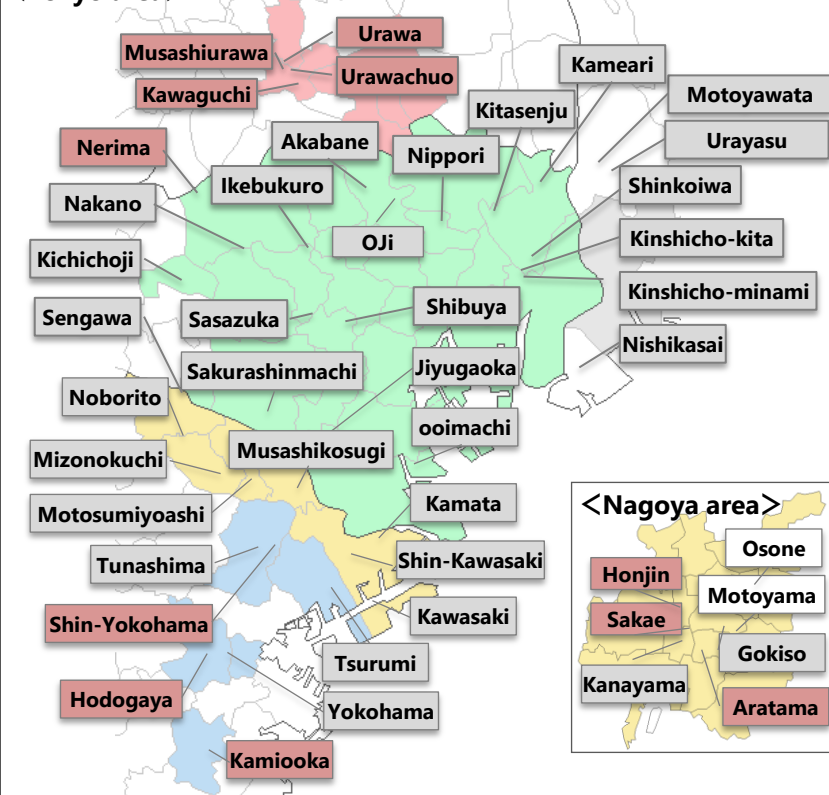 Urawa
Musashiurawa
Urawachuo
Kawaguchi
Kameari
Motoyawata
Kitasenju
Akabane
Nippori
Urayasu
Nerima
Ikebukuro
Shinkoiwa
Nakano
OJi
Kinshicho-kita
Kichichoji
Kinshicho-minami
Sengawa
Sasazuka
Shibuya
Nishikasai
Sakurashinmachi
Jiyugaoka
Noborito
ooimachi
Musashikosugi
Mizonokuchi
Motosumiyoashi
Kamata
Tunashima
Shin-Kawasaki
Shin-Yokohama
Kawasaki
Tsurumi
Hodogaya
Yokohama
Kamiooka
<Nagoya area>
Osone
Honjin
Motoyama
Sakae
Gokiso
Kanayama
Aratama